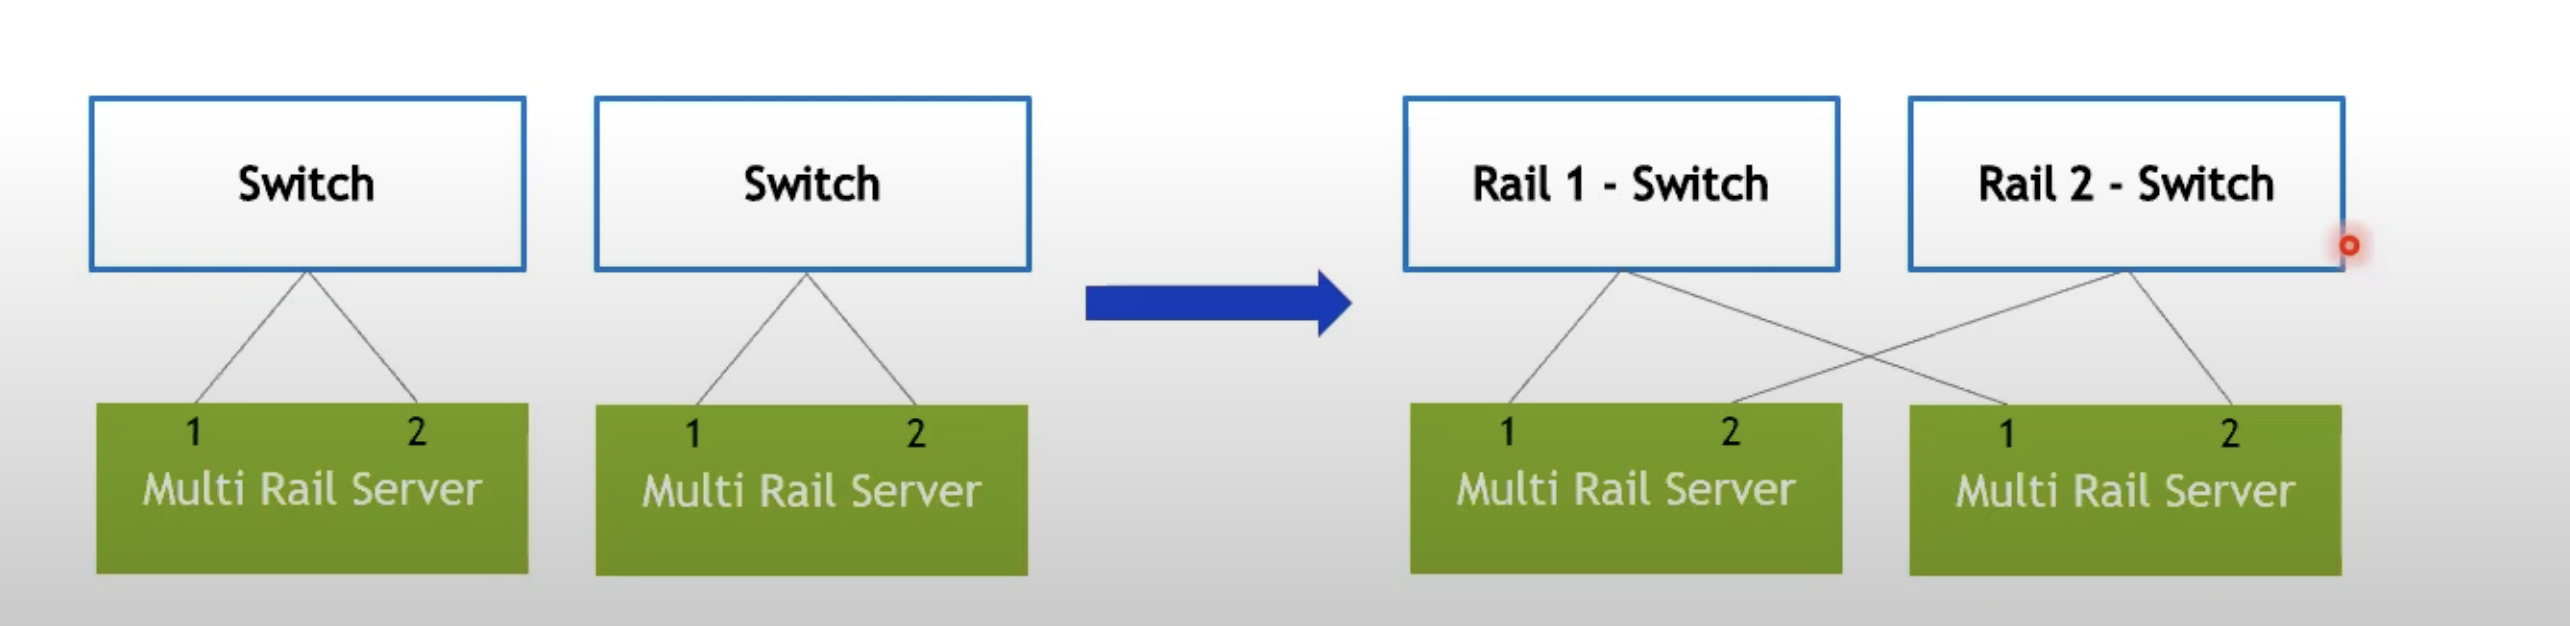 Switch
Switch
Rail 1 - Switch
Rail 2 - Switch
1
2
1
2
1
2
1
2
Multi Rail Server
Multi Rail Server
Multi Rail Server
Multi Rail Server